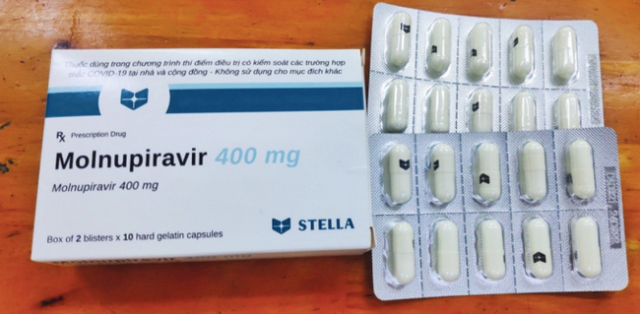 Thuốc dùng trong chương trình thí điểm điều trị có kiểm soát các trường hợp
mắc COVID-19 tại nhà và cộng đồng - Không sử dụng cho mục đích khác
Rx Prescription Drug
Molnupiravir 400 mg
Molnupiravir 400 mg
Box of 2 blisters x 10 hard gelatin capsules
STELLA